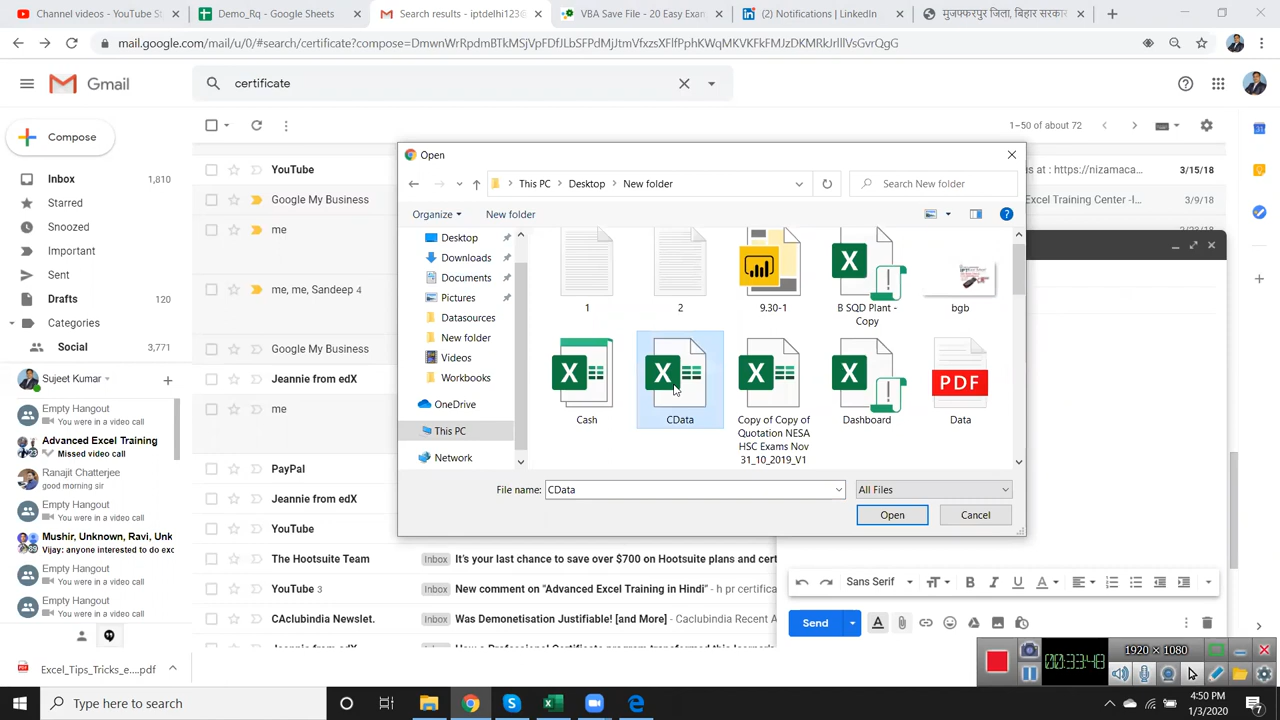 Channel videos - YouTube St
Demo_Rq - Google Sheets
Search results - iptdelhi123@
VBA Save File - 20 Easy Exan
(2) Notifications | LinkedIn
मुजफ्फरपुर जिला, बिहार सरकार
mail.google.com/mail/u/0/#search/certificate?compose=
Gmail
certificate
Compose
1–50 of about 72
Inbox 1,810
Starred
Snoozed
Important
Sent
Drafts 120
Categories
Social 3,771
Sujeet Kumar
Empty Hangout
You were in a video call
Advanced Excel Training
Missed video call
Ranajit Chatterjee
good morning sir
Empty Hangout
You were in a video call
Mushir, Unknown, Ravi, Unk
Vijay: anyone interested to do exc
Empty Hangout
You were in a video call
Empty Hangout
You were in a video call
YouTube
us at : https://nizamaca...
3/15/18
Google My Business
Excel Training Center -Li...
3/9/18
me
me, me, Sandeep 4
Google My Business
Jeannie from edX
me
PayPal
Jeannie from edX
YouTube
The Hootsuite Team
Inbox
It's your last chance to save over $700 on Hootsuite plans and cert
YouTube 3
Inbox
New comment on "Advanced Excel Training in Hindi" - h pr certificat
CAclubindia Newslet.
Inbox
Was Demonetisation Justifiable! [and More] - Caclubindia Recent A
Open
This PC
Desktop
New folder
Search New folder
Organize
New folder
Desktop
Downloads
Documents
Pictures
Datasources
New folder
Videos
Workbooks
OneDrive
This PC
Network
1
2
9.30-1
B SQD Plant -
Copy
bgb
Cash
CData
Copy of Copy of
Quotation NESA
HSC Exams Nov
31_10_2019_V1
Dashboard
PDF
Data
File name:
CData
All Files
Open
Cancel
Sans Serif
Send
Excel_Tips_Tricks_e....pdf
1920 × 1080
00:33:48
Type here to search
4:50 PM
1/3/2020
7